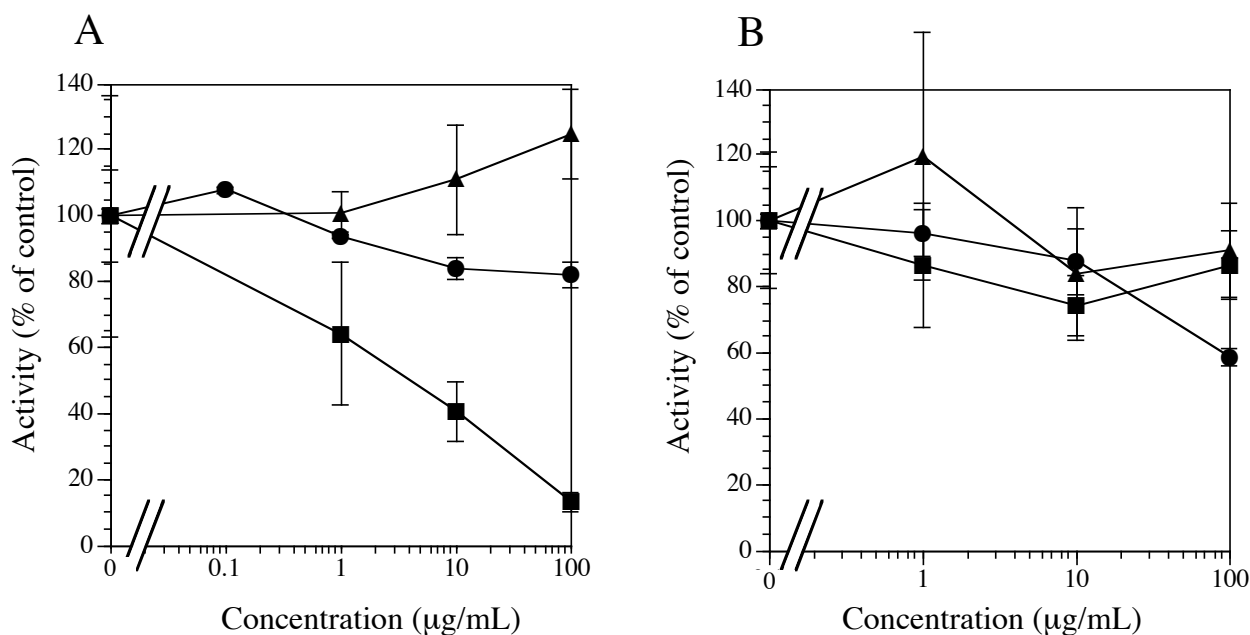 A
Activity (% of control)
140
120
100
80
60
40
20
0
0 0.1 1 10 100
Concentration (μg/mL)
B
Activity (% of control)
140
120
100
80
60
40
20
0
0 1 10 100
Concentration (μg/mL)